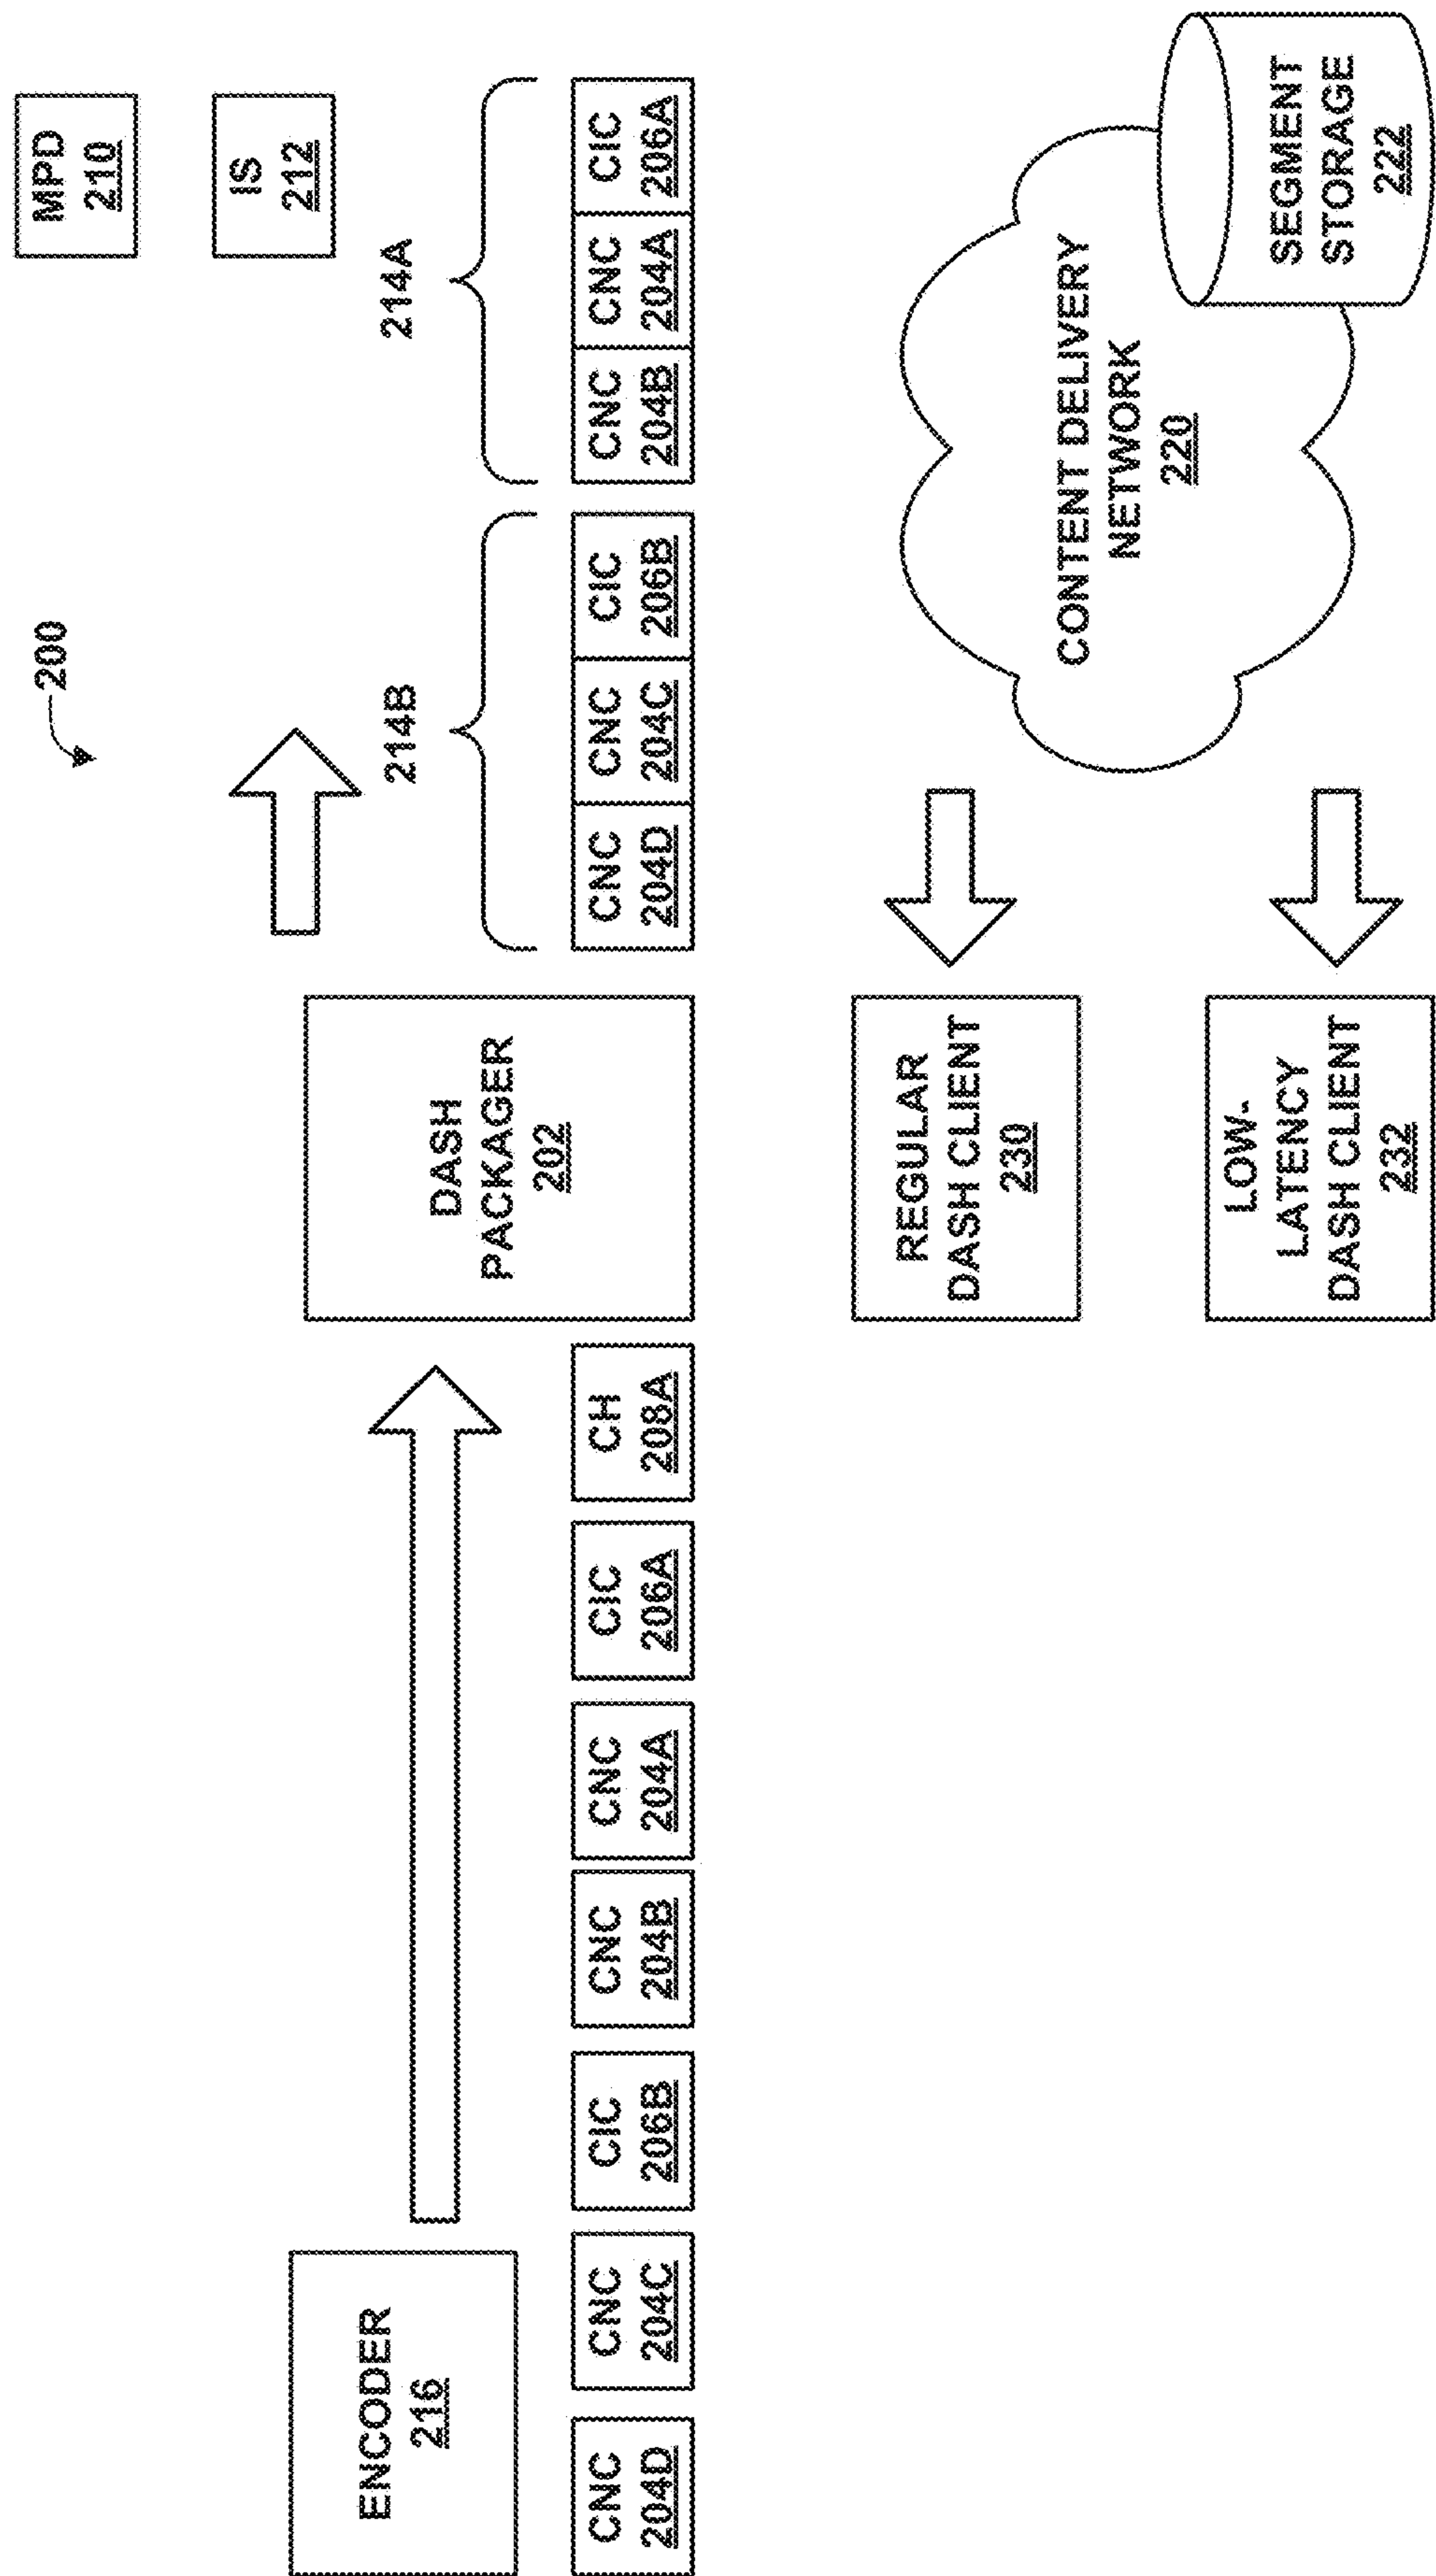 200
MPD
210
IS
212
ENCODER
216
DASH
PACKAGER
202
214B
214A
CNC
204D
CNC
204C
CIC
206B
CNC
204B
CNC
204A
CIC
206A
CH
208A
CNC
204D
CNC
204C
CIC
206B
CNC
204B
CNC
204A
CIC
206A
REGULAR
DASH CLIENT
230
LOW-
LATENCY
DASH CLIENT
232
CONTENT DELIVERY
NETWORK
220
SEGMENT
STORAGE
222